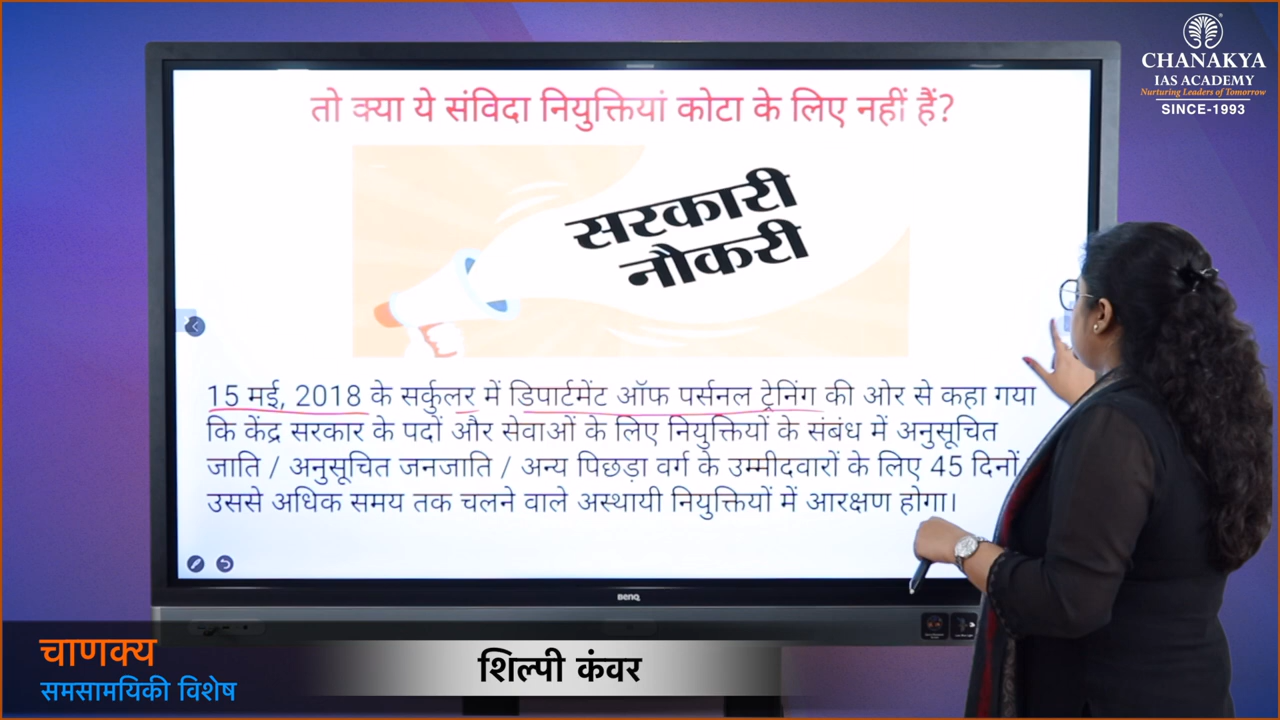 CHANAKYA
IAS ACADEMY
Nurturing Leaders of Tomorrow
SINCE-1993
तो क्या ये संविदा नियुक्तियां कोटा के लिए नहीं हैं?
सरकारी
नौकरी
15 मई, 2018 के सर्कुलर में डिपार्टमेंट ऑफ पर्सनल ट्रेनिंग की ओर से कहा गया
कि केंद्र सरकार के पदों और सेवाओं के लिए नियुक्तियों के संबंध में अनुसूचित
जाति / अनुसूचित जनजाति / अन्य पिछड़ा वर्ग के उम्मीदवारों के लिए 45 दिनों
उससे अधिक समय तक चलने वाले अस्थायी नियुक्तियों में आरक्षण होगा।
BenQ
चाणक्य
समसामयिकी विशेष
शिल्पी कंवर